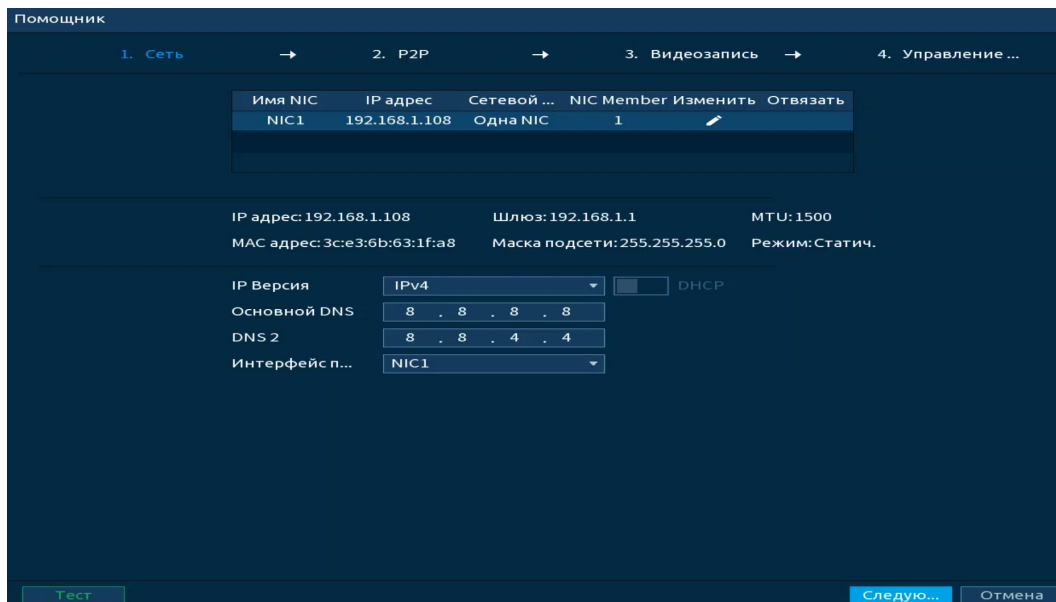 Помощник
1. Сеть → 2. P2P → 3. Видеозапись → 4. Управление ...
Имя NIC IP адрес Сетевой ... NIC Member Изменить Отвязать
NIC1 192.168.1.108 Одна NIC 1
IP адрес: 192.168.1.108 Шлюз: 192.168.1.1 MTU: 1500
MAC адрес: 3c:e3:6b:63:1f:a8 Маска подсети: 255.255.255.0 Режим: Статич.
IP Версия IPv4 DHCP
Основной DNS 8 . 8 . 8 . 8
DNS 2 8 . 8 . 4 . 4
Интерфейс п... NIC1
Тест Следую... Отмена